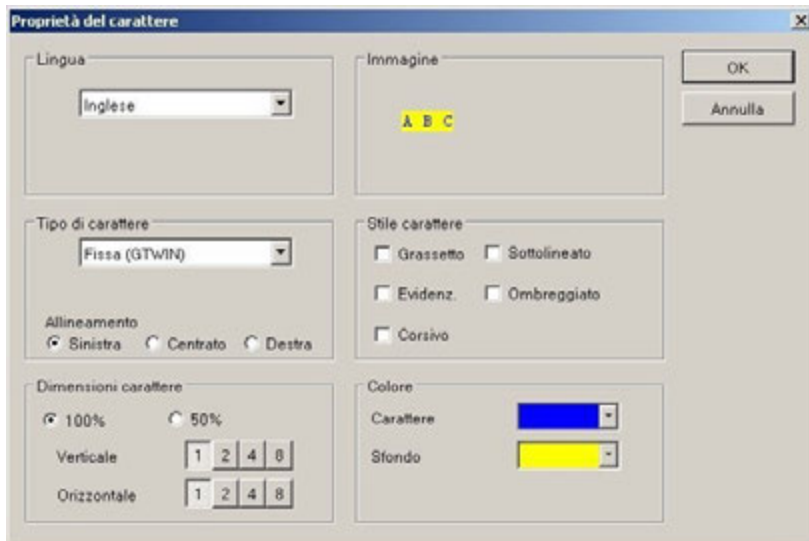 Proprietà del carattere
Lingua
Inglese
Immagine
A B C
OK
Annulla
Tipo di carattere
Fissa (GTWIN)
Allineamento
Sinistra Centrato Destra
Stile carattere
Grassetto Sottolineato
Evidenz. Ombreggiato
Corsivo
Dimensioni carattere
100% 50%
Verticale 1 2 4 8
Orizzontale 1 2 4 8
Colore
Carattere
Sfondo